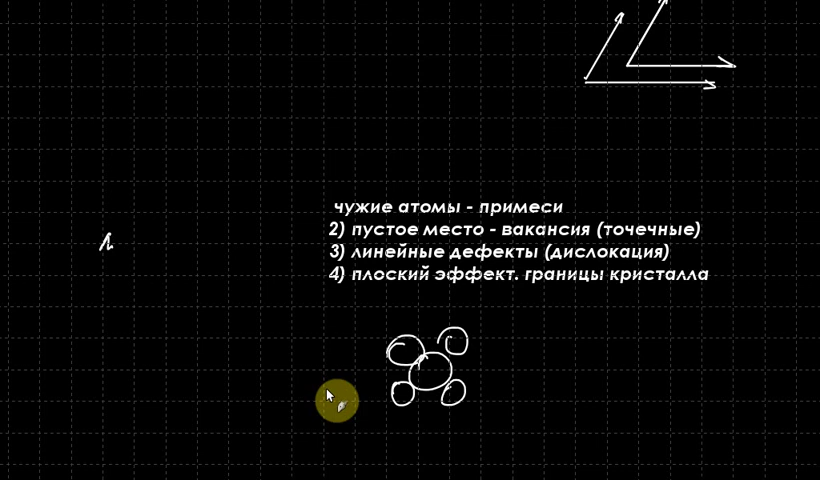 чужие атомы - примеси
2) пустое место - вакансия (точечные)
3) линейные дефекты (дислокация)
4) плоский эффект. границы кристалла